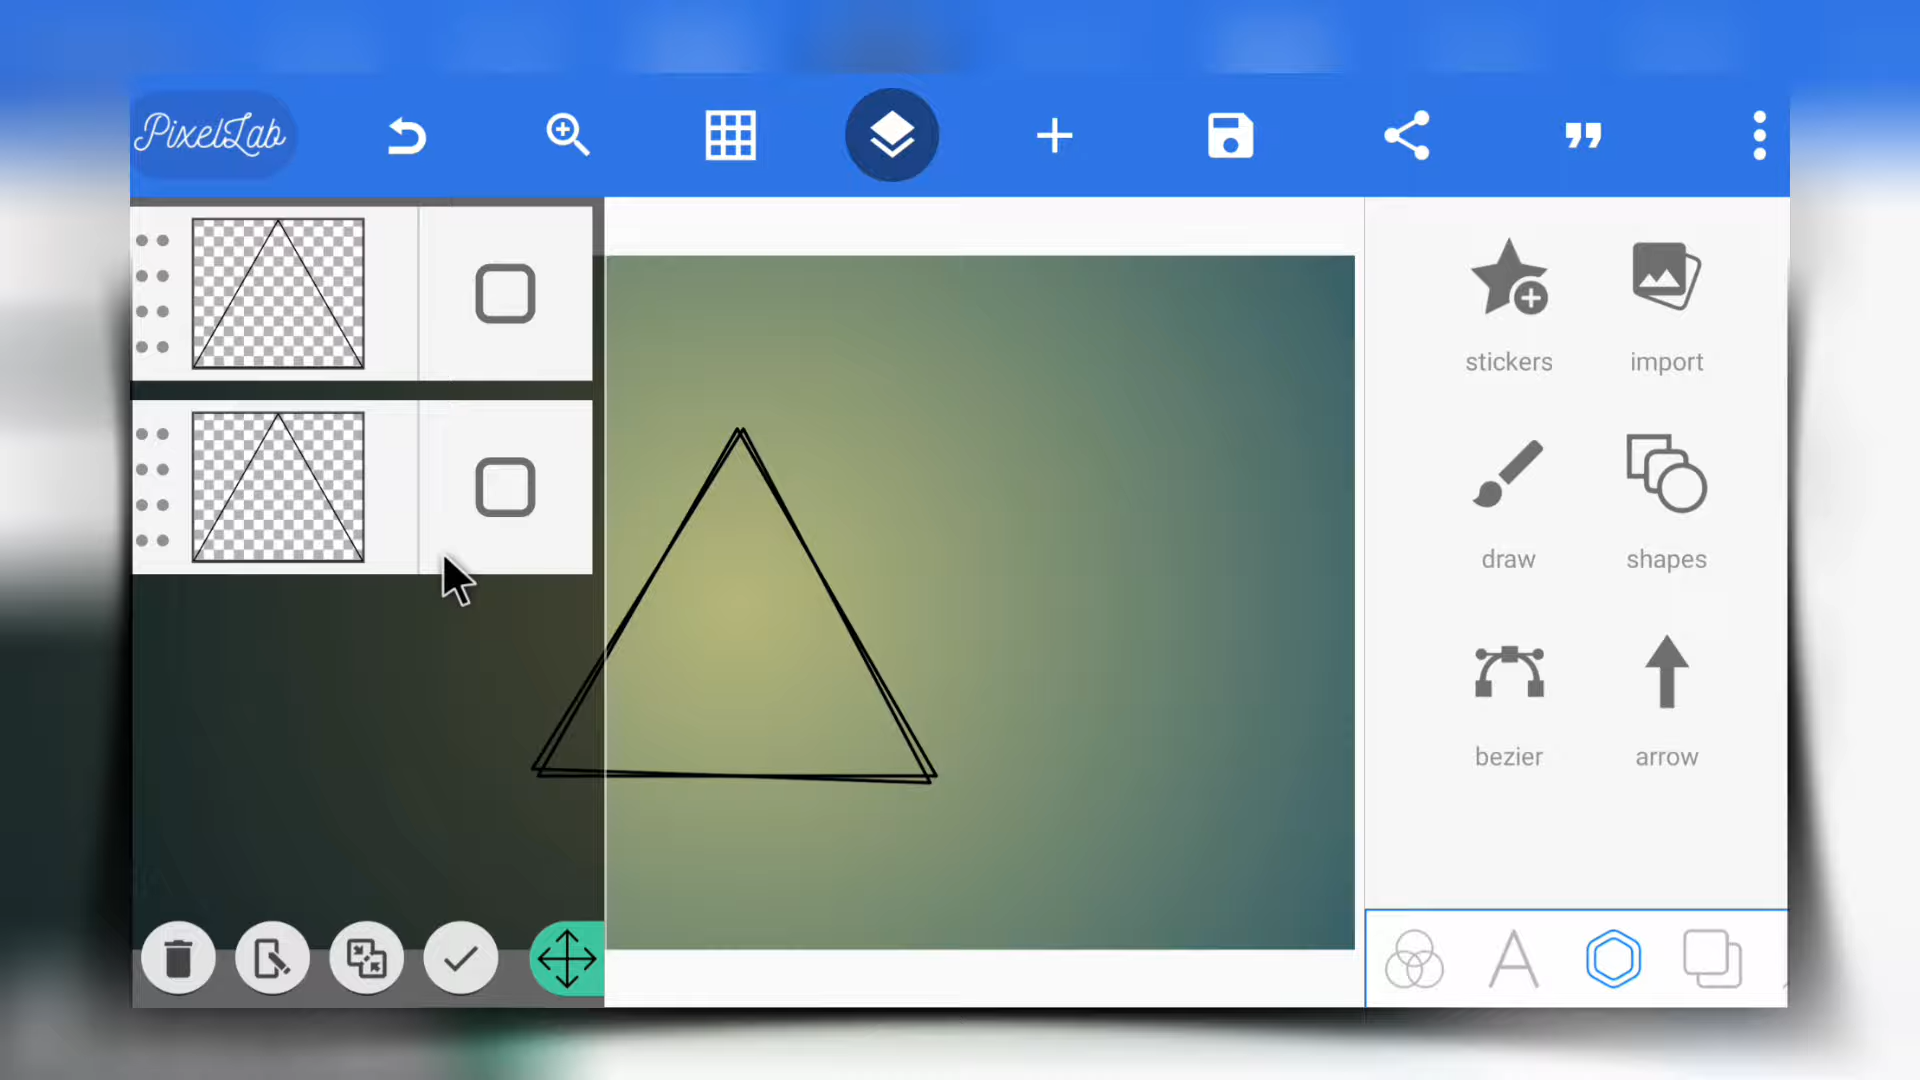 PixelLab
stickers
import
draw
shapes
bezier
arrow